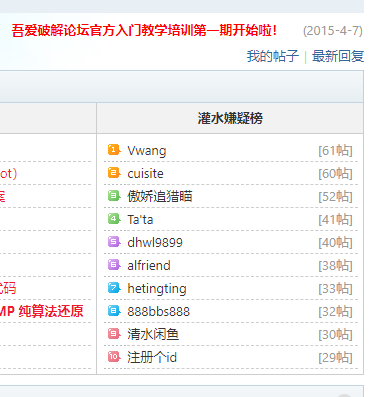 吾爱破解论坛官方入门教学培训第一期开始啦! (2015-4-7)
我的帖子 | 最新回复
灌水嫌疑榜
1 Vwang [61帖]
ot) 2 cuisite [60帖]
3 傲娇追猎瞄 [52帖]
4 Ta'ta [41帖]
5 dhwl9899 [40帖]
6 alfriend [38帖]
代码 7 hetingting [33帖]
MP 纯算法还原 8 888bbs888 [32帖]
9 清水闲鱼 [30帖]
10 注册个id [29帖]